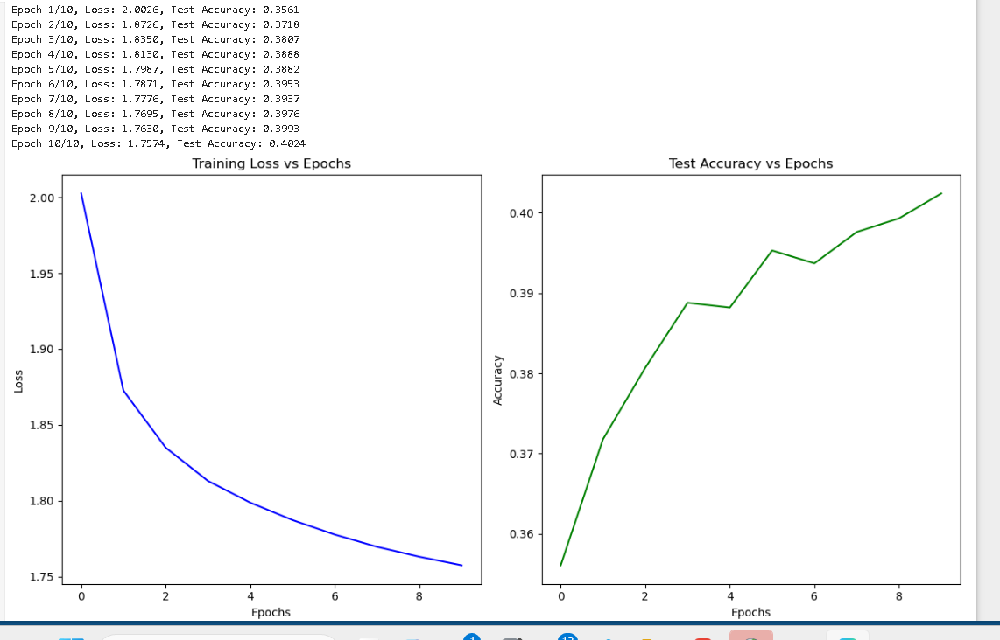 Epoch 1/10, Loss: 2.0026, Test Accuracy: 0.3561
Epoch 2/10, Loss: 1.8726, Test Accuracy: 0.3718
Epoch 3/10, Loss: 1.8350, Test Accuracy: 0.3807
Epoch 4/10, Loss: 1.8130, Test Accuracy: 0.3888
Epoch 5/10, Loss: 1.7987, Test Accuracy: 0.3882
Epoch 6/10, Loss: 1.7871, Test Accuracy: 0.3953
Epoch 7/10, Loss: 1.7776, Test Accuracy: 0.3937
Epoch 8/10, Loss: 1.7695, Test Accuracy: 0.3976
Epoch 9/10, Loss: 1.7630, Test Accuracy: 0.3993
Epoch 10/10, Loss: 1.7574, Test Accuracy: 0.4024
Training Loss vs Epochs
2.00
1.95
1.90
1.85
1.80
1.75
Loss
0 2 4 6 8
Epochs
Test Accuracy vs Epochs
0.40
0.39
0.38
0.37
0.36
Accuracy
0 2 4 6 8
Epochs